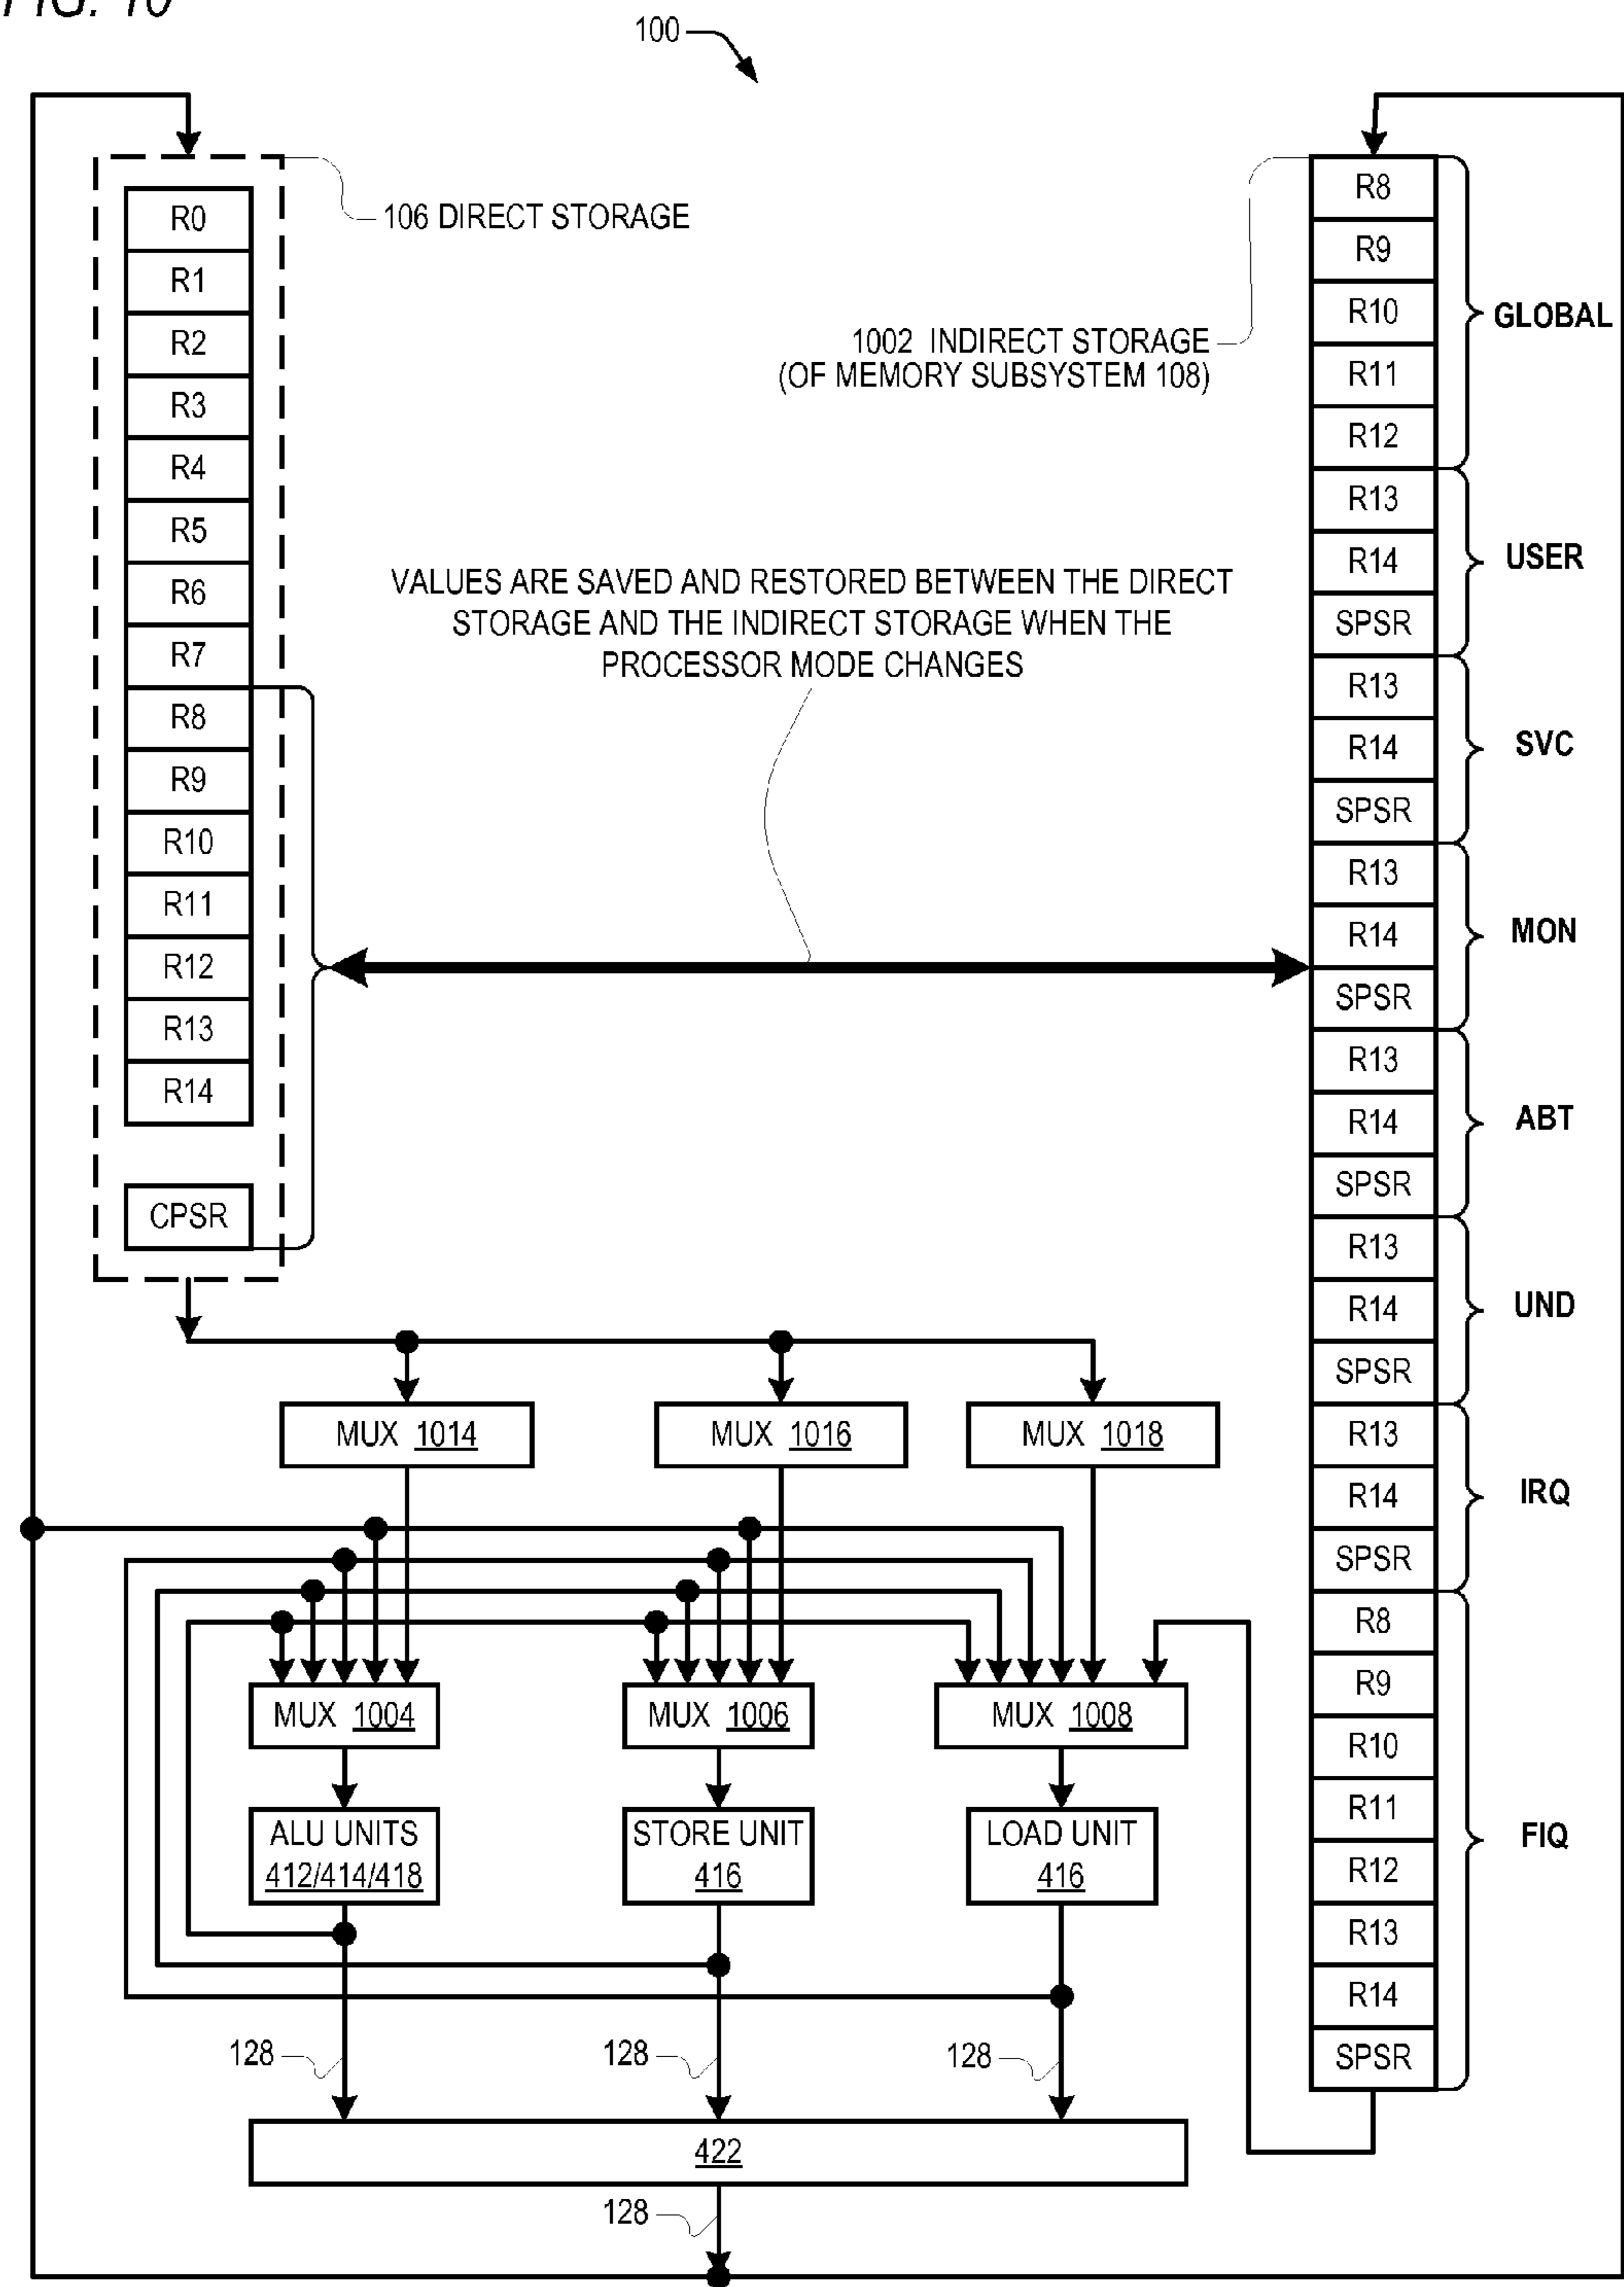 FIG. 10
100
R0
R1
R2
R3
R4
R5
R6
R7
R8
R9
R10
R11
R12
R13
R14
CPSR
106 DIRECT STORAGE
1002 INDIRECT STORAGE
(OF MEMORY SUBSYSTEM 108)
VALUES ARE SAVED AND RESTORED BETWEEN THE DIRECT
STORAGE AND THE INDIRECT STORAGE WHEN THE
PROCESSOR MODE CHANGES
R8
R9
R10
R11
R12
GLOBAL
R13
R14
SPSR
USER
R13
R14
SPSR
SVC
R13
R14
SPSR
MON
R13
R14
SPSR
ABT
R13
R14
SPSR
UND
R13
R14
SPSR
IRQ
R8
R9
R10
R11
R12
R13
R14
SPSR
FIQ
MUX 1014
MUX 1016
MUX 1018
MUX 1004
MUX 1006
MUX 1008
ALU UNITS
412/414/418
STORE UNIT
416
LOAD UNIT
416
128
128
128
422
128